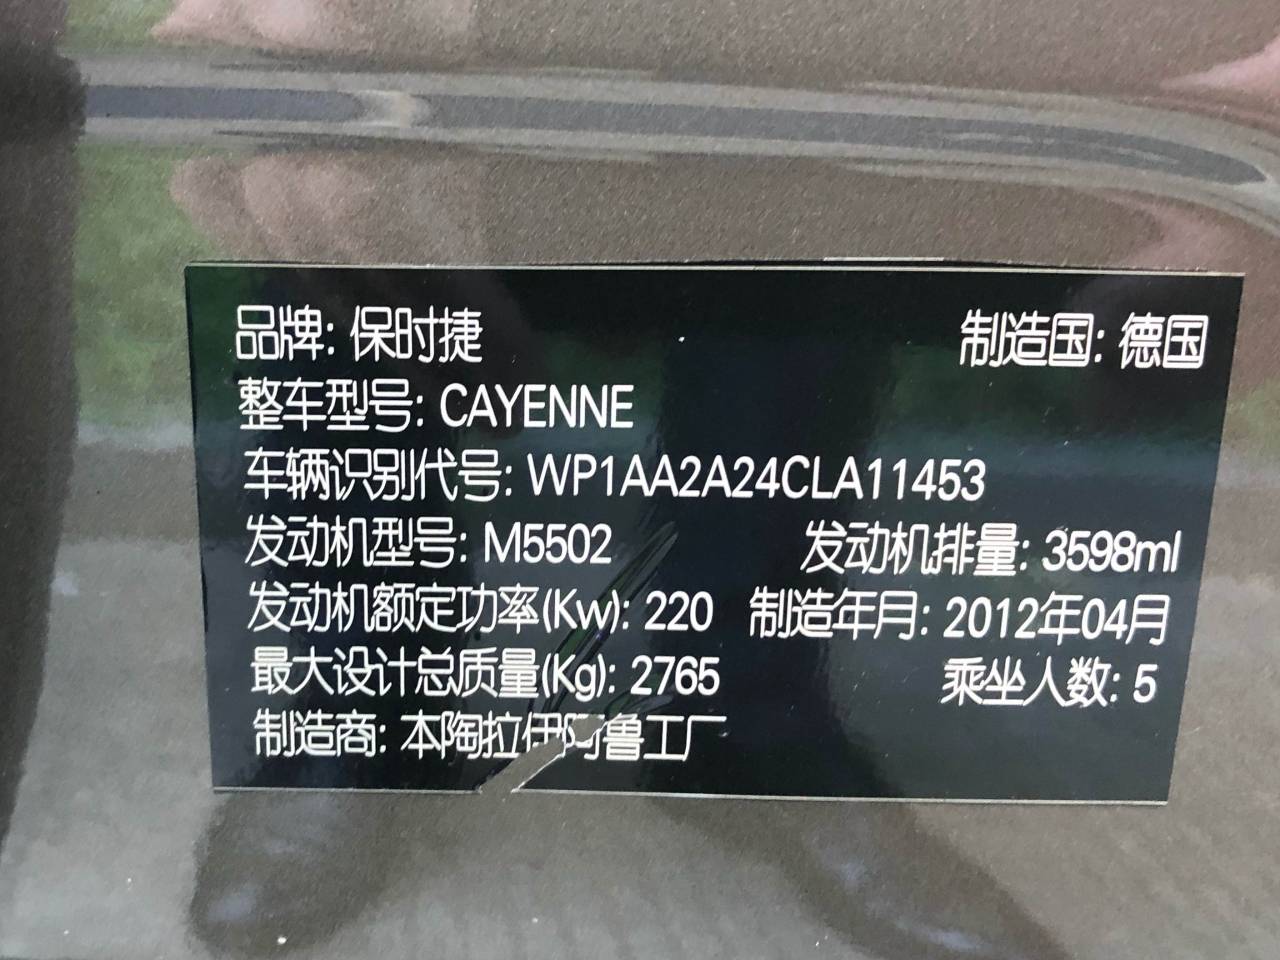 品牌: 保时捷 制造国: 德国
整车型号: CAYENNE
车辆识别代号: WP1AA2A24CLA11453
发动机型号: M5502 发动机排量: 3598ml
发动机额定功率(Kw): 220 制造年月: 2012年04月
最大设计总质量(Kg): 2765 乘坐人数: 5
制造商: 本陶拉伊阿鲁工厂